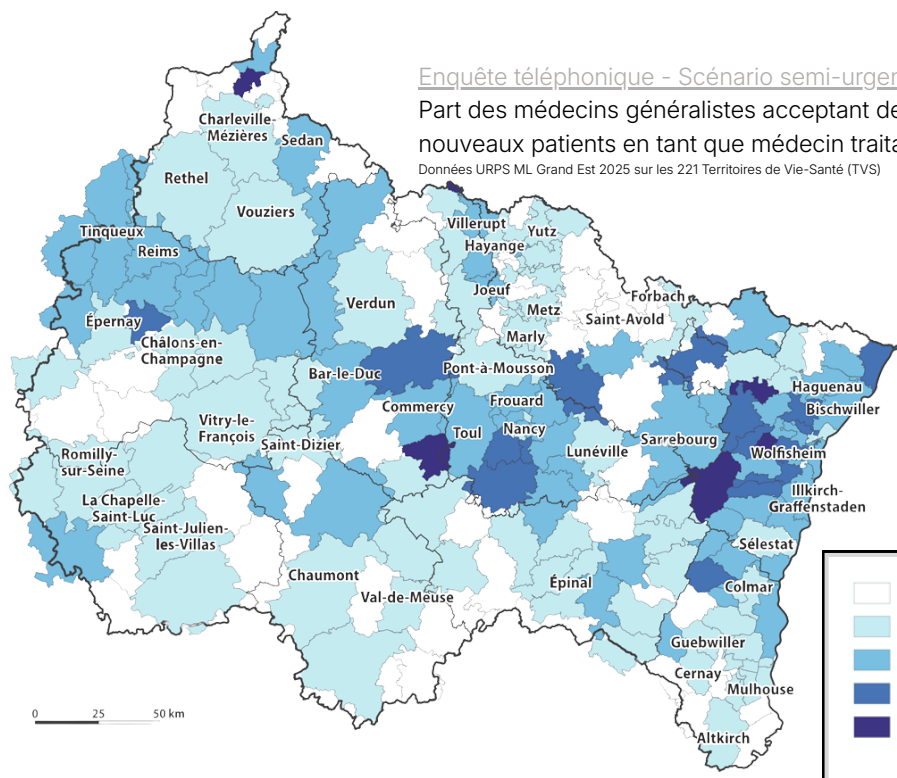 Enquête téléphonique - Scénario semi-urgen
Part des médecins généralistes acceptant de
nouveaux patients en tant que médecin traita
Données URPS ML Grand Est 2025 sur les 221 Territoires de Vie-Santé (TVS)
Charleville-
Mézières
Sedan
Rethel
Vouziers
Tinqueux
Reims
Villerupt
Yutz
Hayange
Verdun
Joeuf
Metz
Forbach
Saint-Avold
Épernay
Marly
Châlons-en-
Champagne
Bar-le-Duc
Pont-à-Mousson
Haguenau
Bischwiller
Commercy
Frouard
Vitry-le-
François
Saint-Dizier
Toul
Nancy
Lunéville
Sarrebourg
Wolfisheim
Romilly-
sur-Seine
La Chapelle-
Saint-Luc
Illkirch-
Graffenstaden
Saint-Julien-
les-Villas
Sélestat
Chaumont
Épinal
Colmar
Val-de-Meuse
Guebwiller
Cernay
Mulhouse
Altkirch
0 25 50 km